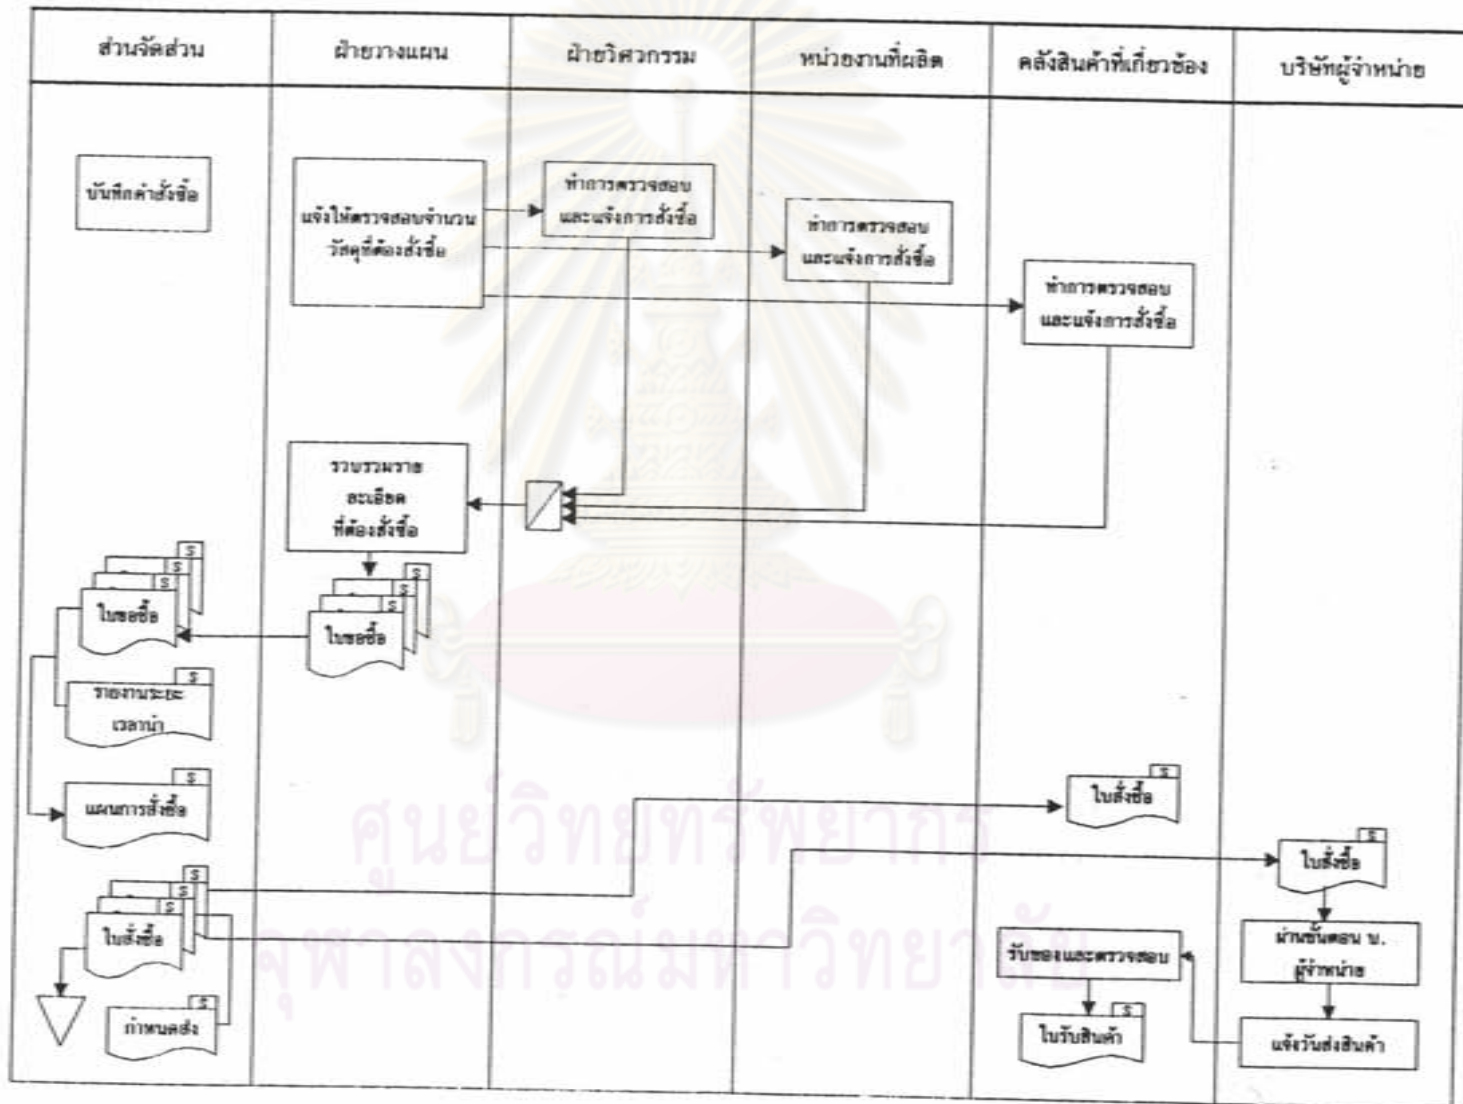 ส่วนจัดส่วน
ฝ่ายวางแผน
ฝ่ายวิศวกรรม
หน่วยงานที่ผลิต
คลังสินค้าที่เกี่ยวข้อง
บริษัทผู้จำหน่าย
บันทึกคำสั่งซื้อ
แจ้งให้ตรวจสอบจำนวน
วัสดุที่ต้องสั่งซื้อ
ทำการตรวจสอบ
และแจ้งการสั่งซื้อ
ทำการตรวจสอบ
และแจ้งการสั่งซื้อ
ทำการตรวจสอบ
และแจ้งการสั่งซื้อ
รวบรวมราย
ละเอียด
ที่ต้องสั่งซื้อ
S
S
S
ใบขอซื้อ
S
S
S
ใบขอซื้อ
S
รายงานระยะ
เวลานำ
S
แผนการสั่งซื้อ
S
ใบสั่งซื้อ
S
ใบสั่งซื้อ
S
S
S
ใบสั่งซื้อ
ผ่านขั้นตอน บ.
ผู้จำหน่าย
รับของและตรวจสอบ
S
กำหนดส่ง
S
ใบรับสินค้า
แจ้งวันส่งสินค้า
ศูนย์วิทยทรัพยากร
จุฬาลงกรณ์มหาวิทยาลัย